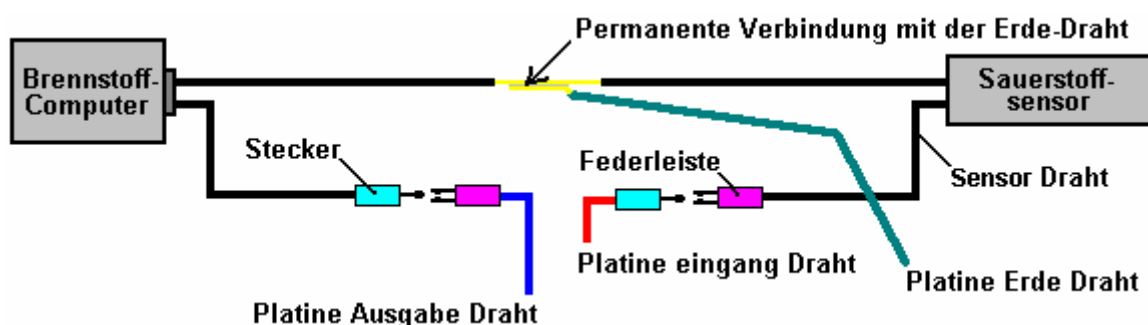 Permanente Verbindung mit der Erde-Draht
Brennstoff-
Computer
Sauerstoff-
sensor
Stecker
Federleiste
Sensor Draht
Platine eingang Draht
Platine Erde Draht
Platine Ausgabe Draht